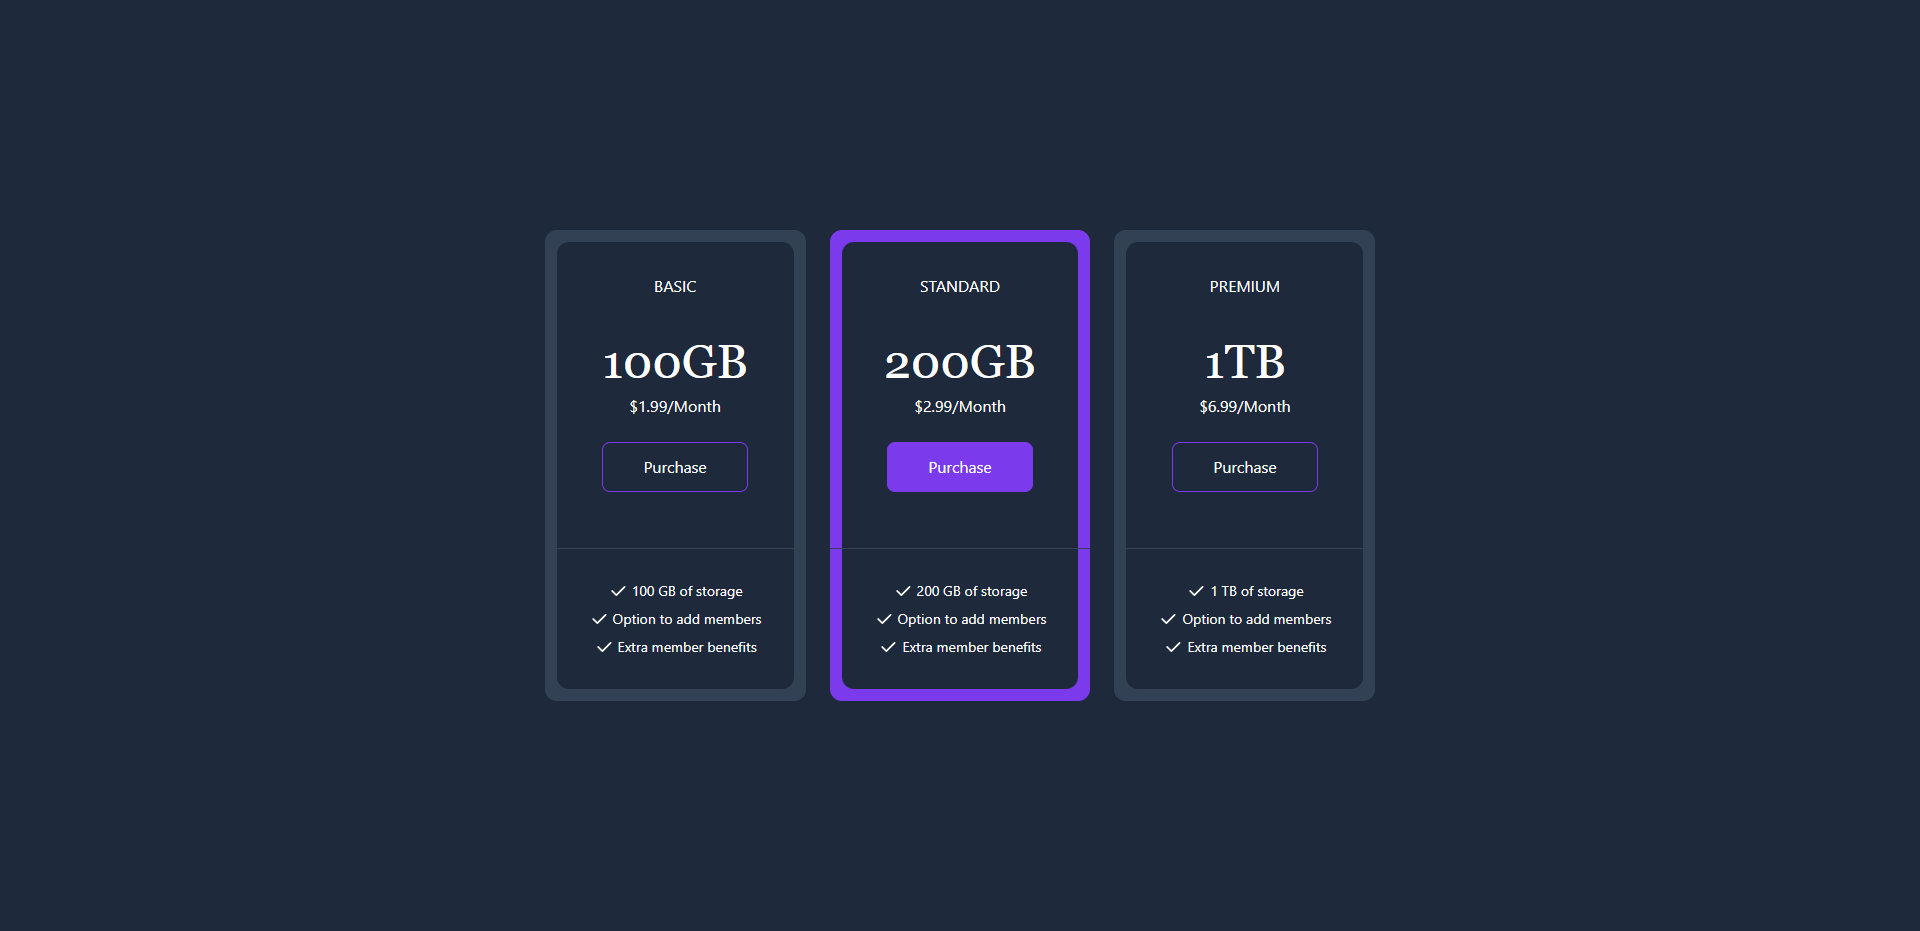 BASIC
100GB
$1.99/Month
Purchase
100 GB of storage
Option to add members
Extra member benefits
STANDARD
200GB
$2.99/Month
Purchase
200 GB of storage
Option to add members
Extra member benefits
PREMIUM
1TB
$6.99/Month
Purchase
1 TB of storage
Option to add members
Extra member benefits